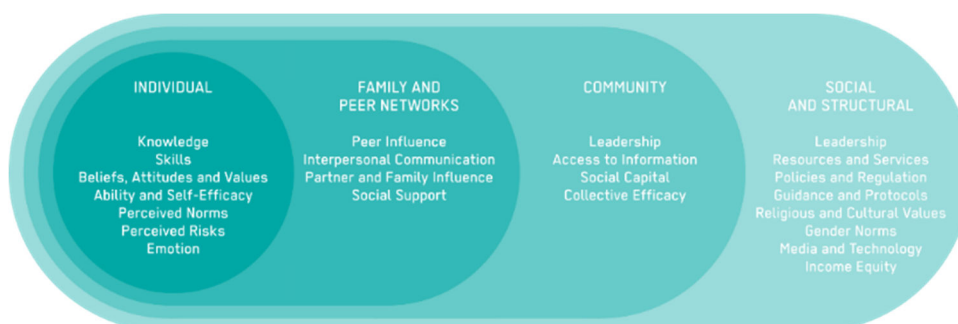 INDIVIDUAL
Knowledge
Skills
Beliefs, Attitudes and Values
Ability and Self-Efficacy
Perceived Norms
Perceived Risks
Emotion
FAMILY AND
PEER NETWORKS
Peer Influence
Interpersonal Communication
Partner and Family Influence
Social Support
COMMUNITY
Leadership
Access to Information
Social Capital
Collective Efficacy
SOCIAL
AND STRUCTURAL
Leadership
Resources and Services
Policies and Regulation
Guidance and Protocols
Religious and Cultural Values
Gender Norms
Media and Technology
Income Equity